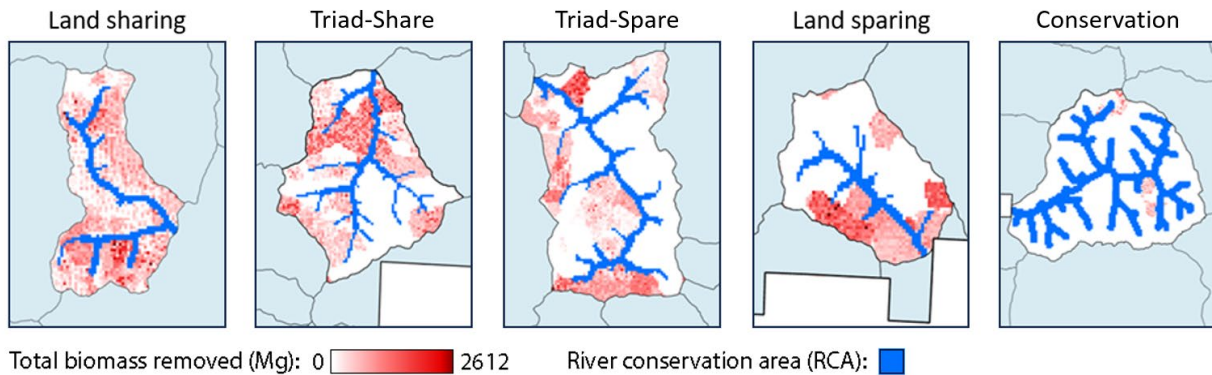 Land sharing
Triad-Share
Triad-Spare
Land sparing
Conservation
Total biomass removed (Mg): 0 2612 River conservation area (RCA):